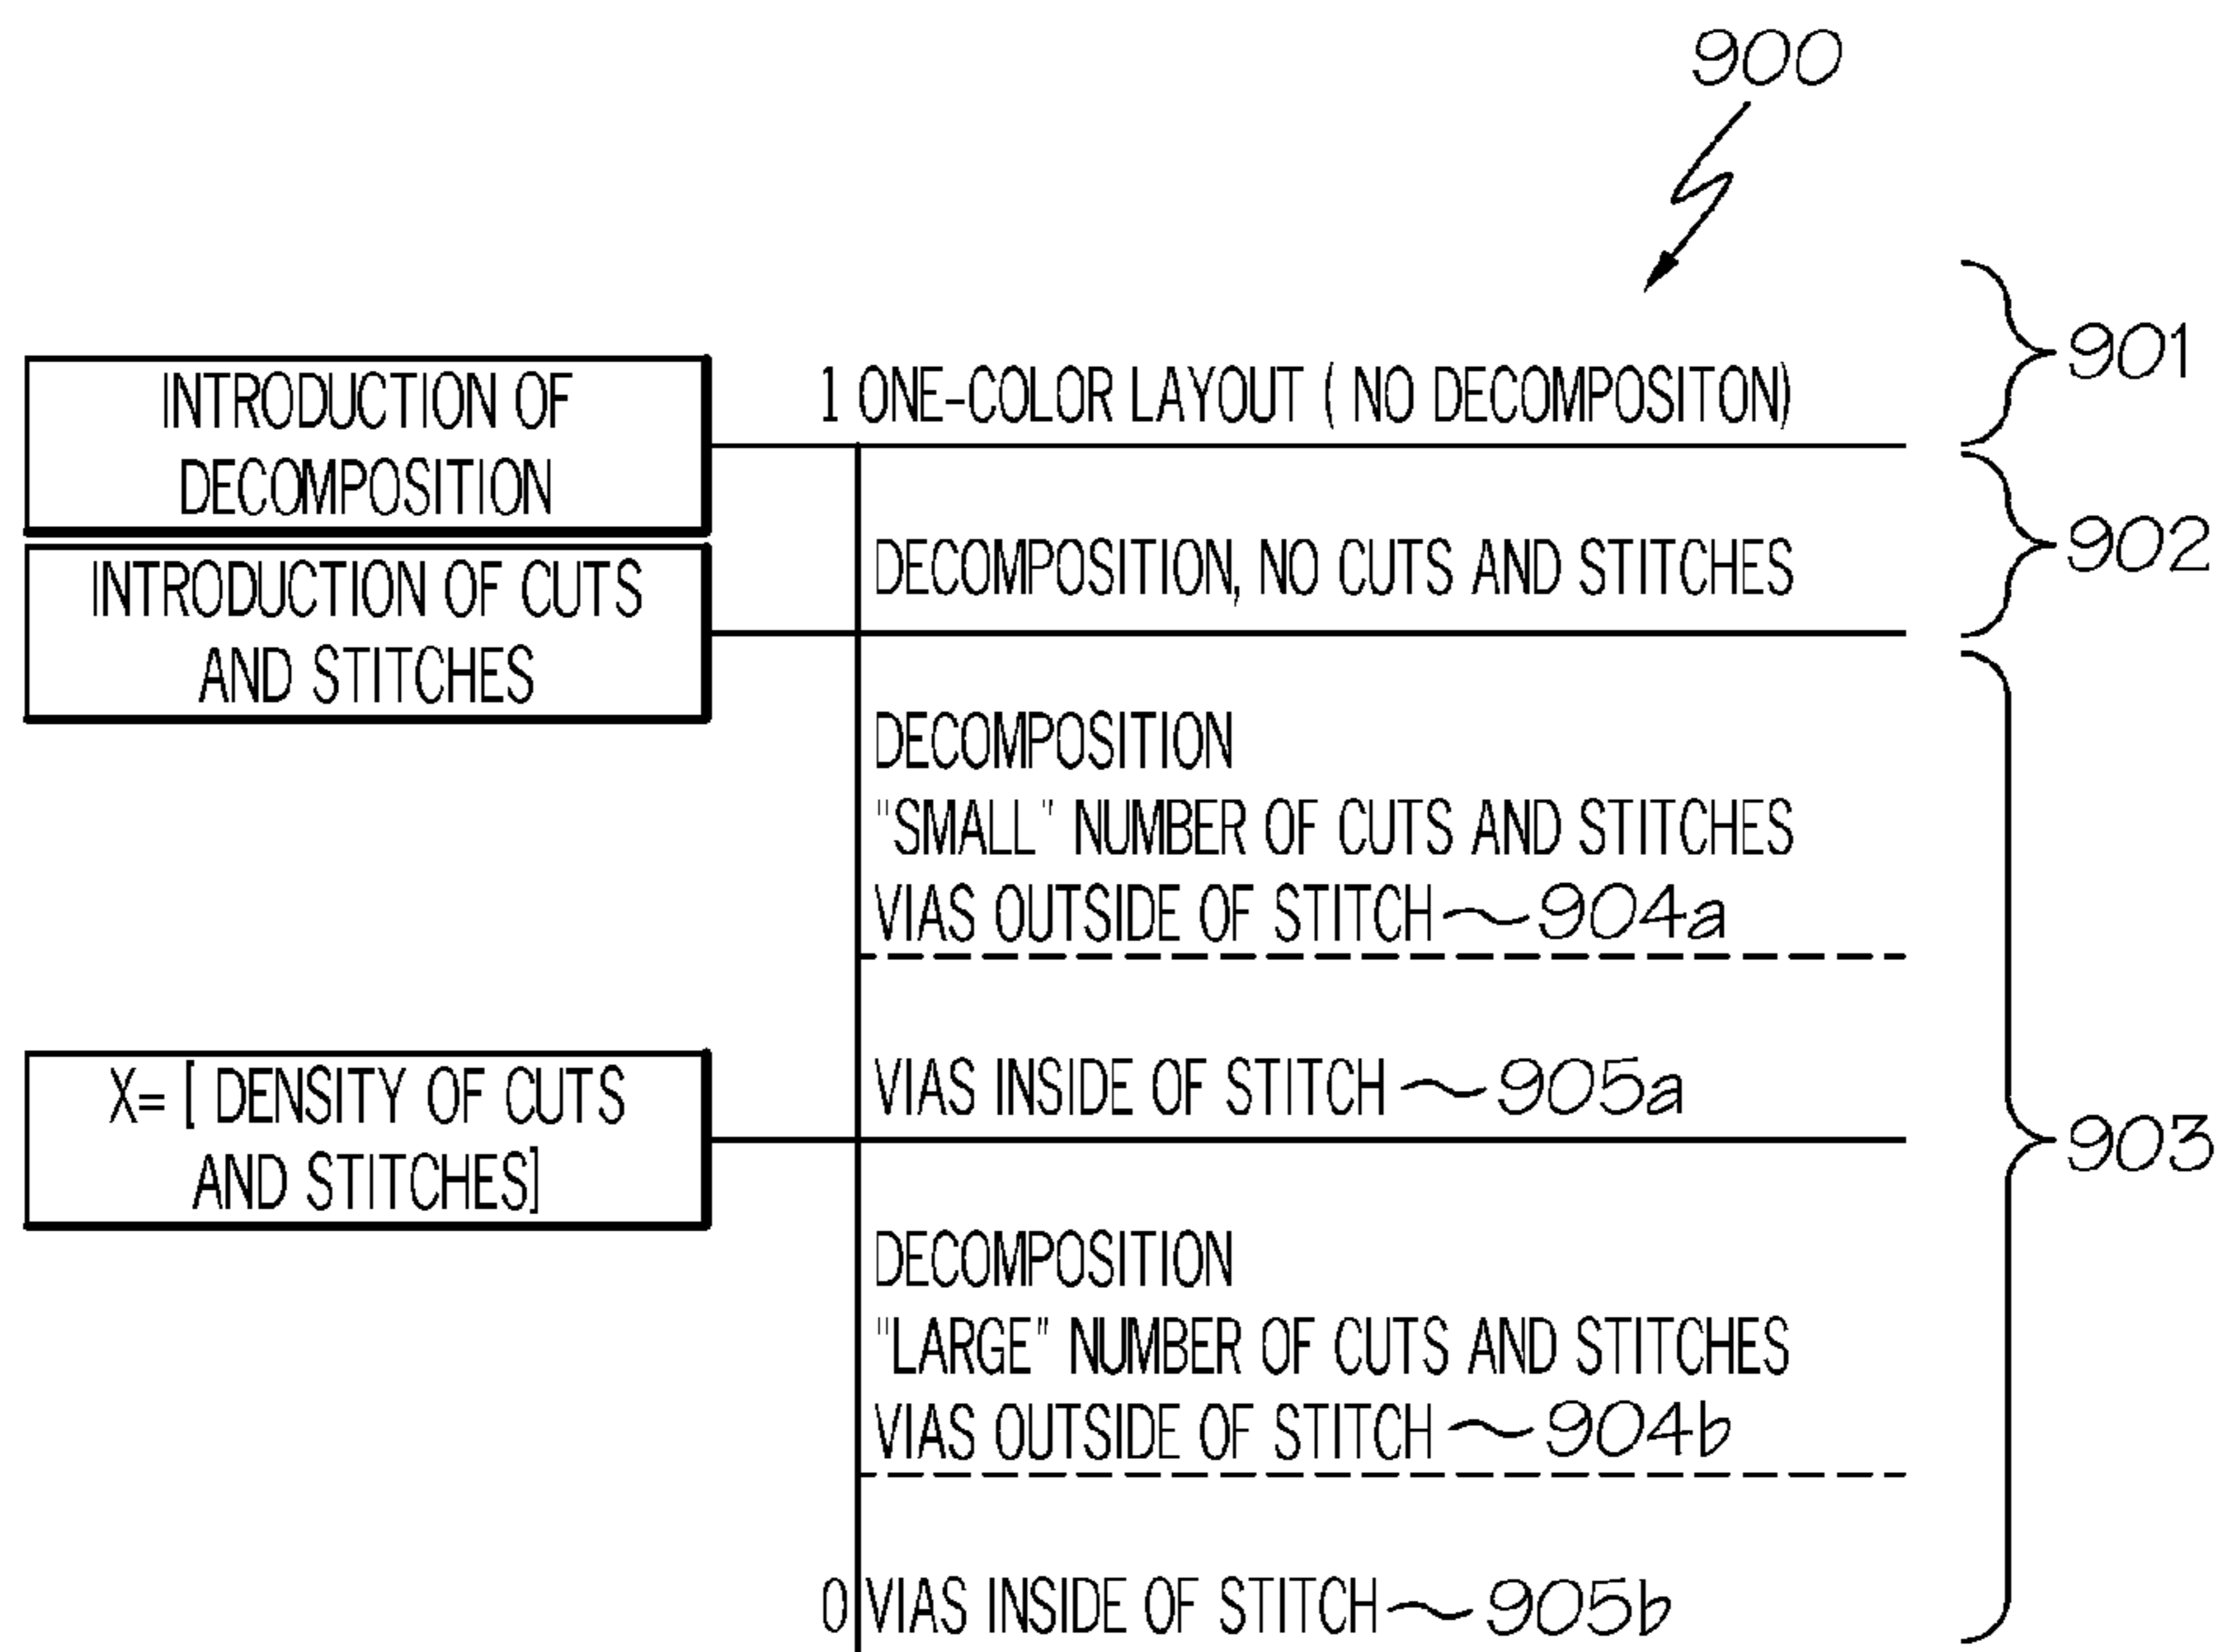 900
901
INTRODUCTION OF
DECOMPOSITION
1 ONE-COLOR LAYOUT ( NO DECOMPOSITON)
902
INTRODUCTION OF CUTS
AND STITCHES
DECOMPOSITION, NO CUTS AND STITCHES
DECOMPOSITION
"SMALL" NUMBER OF CUTS AND STITCHES
VIAS OUTSIDE OF STITCH ~ 904a
X= [ DENSITY OF CUTS
AND STITCHES]
VIAS INSIDE OF STITCH ~ 905a
903
DECOMPOSITION
"LARGE" NUMBER OF CUTS AND STITCHES
VIAS OUTSIDE OF STITCH ~ 904b
0 VIAS INSIDE OF STITCH ~ 905b